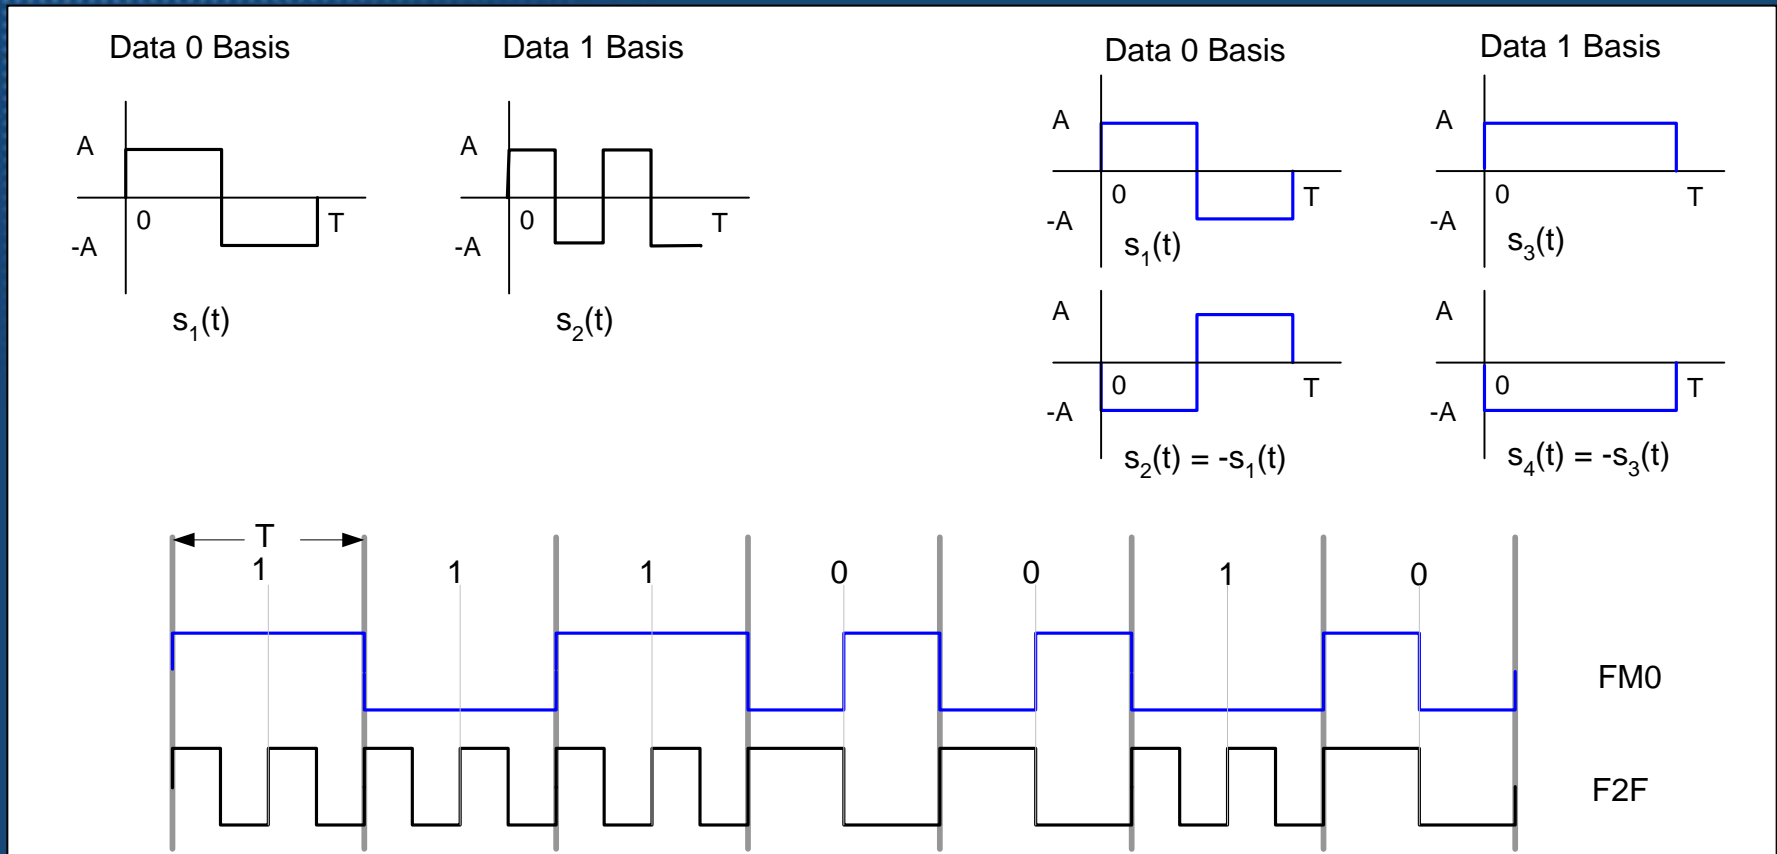 Data 0 Basis
Data 1 Basis
A
0
T
-A
s1(t)
A
0
T
-A
s2(t)
Data 0 Basis
Data 1 Basis
A
0
T
-A
s1(t)
A
0
T
-A
s3(t)
A
0
T
-A
s2(t) = -s1(t)
A
0
T
-A
s4(t) = -s3(t)
T
1 1 1 0 0 1 0
FM0
F2F